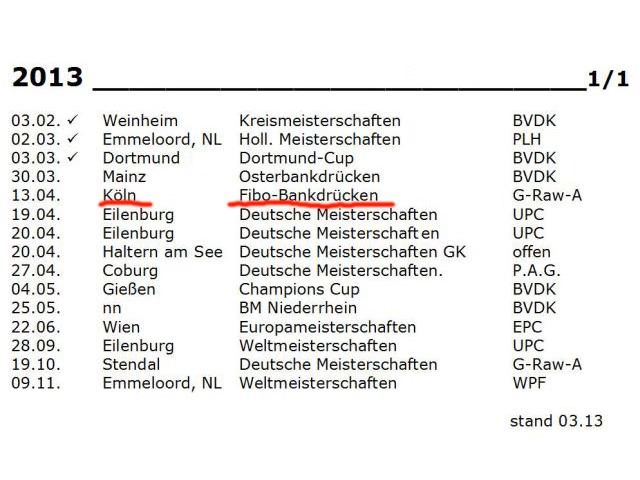 2013 ________________________________1/1
03.02. ✓ Weinheim Kreismeisterschaften BVDK
02.03. ✓ Emmeloord, NL Holl. Meisterschaften PLH
03.03. ✓ Dortmund Dortmund-Cup BVDK
30.03. Mainz Osterbankdrücken BVDK
13.04. Köln Fibo-Bankdrücken G-Raw-A
19.04. Eilenburg Deutsche Meisterschaften UPC
20.04. Eilenburg Deutsche Meisterschaften UPC
20.04. Haltern am See Deutsche Meisterschaften GK offen
27.04. Coburg Deutsche Meisterschaften. P.A.G.
04.05. Gießen Champions Cup BVDK
25.05. nn BM Niederrhein BVDK
22.06. Wien Europameisterschaften EPC
28.09. Eilenburg Weltmeisterschaften UPC
19.10. Stendal Deutsche Meisterschaften G-Raw-A
09.11. Emmeloord, NL Weltmeisterschaften WPF
stand 03.13